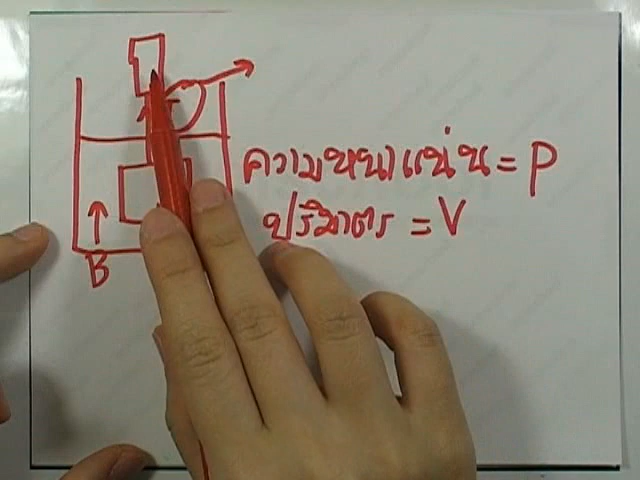 ความหนาแน่น = ρ
ปริมาตร = V
B